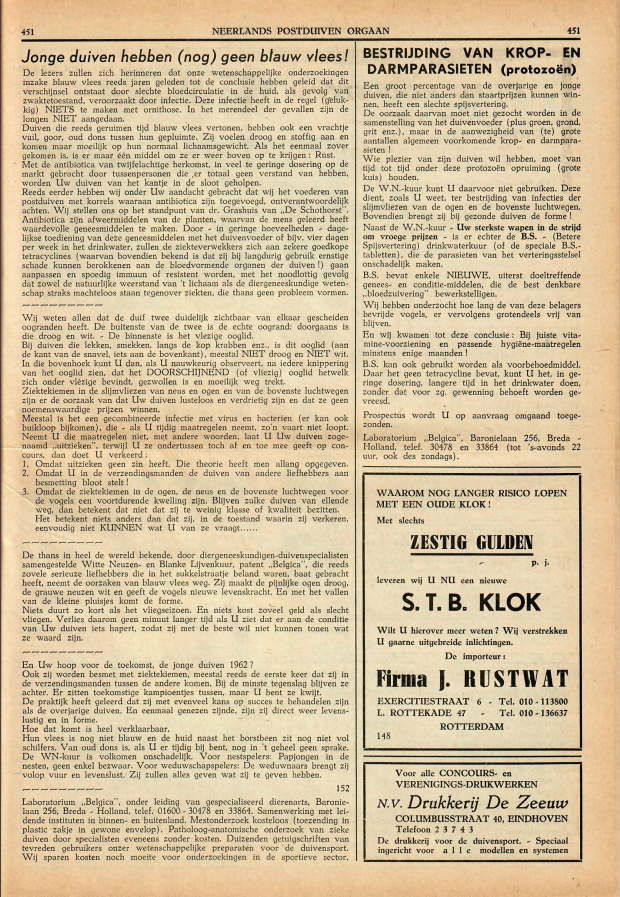 451
NEERLANDS POSTDUIVEN ORGAAN
451
Jonge duiven hebben (nog) geen blauw vlees!
De lezers zullen zich herinneren dat onze wetenschappelijke onderzoekingen
inzake blauw vlees reeds jaren geleden tot de conclusie hebben geleid dat dit
verschijnsel ontstaat door slechte bloedcirculatie in de huid, als gevolg van
zwaktetoestand, veroorzaakt door infectie. Deze infectie heeft in de regel (geluk-
kig) NIETS te maken met ornithose. In het merendeel der gevallen zijn de
longen NIET aangedaan.
Duiven die reeds geruimen tijd blauw vlees vertonen, hebben ook een vrachtje
vuil, goor, oud dons tussen hun gepluimte. Zij voelen droog en stoffig aan en
komen maar moeilijk op hun normaal lichaamsgewicht. Als het eenmaal zover
gekomen is, is er maar één middel om ze er weer boven op te krijgen: Rust.
Met de antibiotica van twijfelachtige herkomst, in veel te geringe dosering op de
markt gebracht door tussenpersonen die er totaal geen verstand van hebben,
worden Uw duiven van het kantje in de sloot geholpen.
Reeds eerder hebben wij onder Uw aandacht gebracht dat wij het voederen van
postduiven met korrels waaraan antibiotica zijn toegevoegd, onverantwoordelijk
achten. Wij stellen ons op het standpunt van dr. Grashuis van „De Schothorst".
Antibiotica zijn afweermiddelen van de planten, waarvan de mens geleerd heeft
waardevolle geneesmiddelen te maken. Door - in geringe hoeveelheden - dage-
lijkse toediening van deze geneesmiddelen met het duivenvoeder of bijv. vier dagen
per week in het drinkwater, zullen de ziekteverwekkers zich aan zekere goedkope
tetracyclines (waarvan bovendien bekend is dat zij bij langdurig gebruik ernstige
schade kunnen berokkenen aan de bloedvormende organen der duiven!) gaan
aanpassen en spoedig immuun of resistent worden, met het noodlottig gevolg
dat zowel de natuurlijke weerstand van 't lichaam als de diergeneeskundige weten-
schap straks machteloos staan tegenover ziekten, die thans geen probleem vormen.
Wij weten allen dat de duif twee duidelijk zichtbaar van elkaar gescheiden
oogranden heeft. De buitenste van de twee is de echte oogrand: doorgaans is
die droog en wit. - De binnenste is het vlezige ooglid.
Bij duiven die lekken, smekken, langs de kop krabben enz., is dit ooglid (aan
de kant van de snavel, iets aan de bovenkant), meestal NIET droog en NIET wit.
In die bovenhoek kunt U dan, als U nauwkeurig observeert, na iedere knipping
van het ooglid zien, dat het DOORSCHIJNEND (of vliezig) ooglid hetwelk
zich onder vlézige bevindt, gezwollen is en moeilijk weg trekt.
Ziektekiemen in de slijmvliezen van neus en ogen en van de bovenste luchtwegen
zijn er de oorzaak van dat Uw duiven lusteloos en verdrietig zijn en dat ze geen
noemenswaardige prijzen winnen.
Meestal is het een gecombineerde infectie met virus en bacterien (er kan ook
buikloop bijkomen), die - als U tijdig maatregelen neemt, zo'n vaart niet loopt.
Neemt U die maatregelen niet, met andere woorden, laat U Uw duiven zoge-
naamd „uitzieken", terwijl U ze ondertussen toch af en toe mee geeft op con-
cours, dan doet U verkeerd:
1. Omdat uitzieken geen zin heeft. Die theorie heeft men allang opgegeven.
2. Omdat U in de verzendingsmanden de duiven van andere liefhebbers aan
besmetting bloot stelt!
3. Omdat de ziektekiemen in de ogen, de neus en de bovenste luchtwegen voor
de vogels een voortdurende kwelling zijn. Blijven zulke duiven van ellende
weg, dan betekent dat niet dat zij te weinig klasse of kwaliteit bezitten.
Het betekent niets anders dan dat zij, in de toestand waarin zij verkeren,
eenvoudig niet KUNNEN wat U van ze vraagt......
De thans in heel de wereld bekende, door diergeneeskundigen-duivenspecialisten
samengestelde Witte Neuzen- en Blanke Lijvenkuur, patent „Belgica", die reeds
zovele serieuze liefhebbers die in het sukkelstraatje beland waren, baat gebracht
heeft, neemt de oorzaken van blauw vlees weg. Zij maakt de pijnlijke ogen droog,
de grauwe neuzen wit en geeft de vogels nieuwe levenskracht. En met het vallen
van de kleine pluisjes komt de forme.
Niets duurt zo kort als het vliegseizoen. En niets kost zoveel geld als slecht
vliegen. Verlies daarom geen minuut langer tijd als U ziet dat er aan de conditie
van Uw duiven iets hapert, zodat zij met de beste wil niet kunnen tonen wat
ze waard zijn.
En Uw hoop voor de toekomst, de jonge duiven 1962?
Ook zij worden besmet met ziektekiemen, meestal reeds de eerste keer dat zij in
de verzendingsmanden tussen de andere komen. Bij de minste tegenslag blijven ze
achter. Er zitten toekomstige kampioentjes tussen, maar U bent ze kwijt.
De praktijk heeft geleerd dat zij met evenveel kans op succes te behandelen zijn
als de overjarige duiven. En eenmaal genezen zijnde, zijn zij direct weer levens-
lustig en in forme.
Hoe dat komt is heel verklaarbaar.
Hun vlees is nog niet blauw en de huid naast het borstbeen zit nog niet vol
schilfers. Van oud dons is, als U er tijdig bij bent, nog in 't geheel geen sprake.
De WN-kuur is volkomen onschadelijk. Voor nestspelers: Papjongen in de
nesten, geen enkel bezwaar. Voor weduwschapspelers: De weduwnaars brengt zij
volop vuur en levenslust. Zij zullen alles geven wat zij te geven hebben.
152
Laboratorium „Belgica", onder leiding van gespecialiseerd dierenarts, Baronie-
laan 256, Breda - Holland, telef. 01600 - 30478 en 33864. Samenwerking met lei-
dende instituten in binnen- en buitenland. Mestonderzoek kosteloos (toezending in
plastic zakje in gewone envelop). Patholoog-anatomische onderzoek van zieke
duiven door specialisten eveneens zonder kosten. Duizenden getuigschriften van
tevreden gebruikers onzer wetenschappelijke preparaten voor de duivensport.
Wij sparen kosten noch moeite voor onderzoekingen in de sportieve sector.
BESTRIJDING VAN KROP- EN
DARMPARASIETEN (protozoën)
Een groot percentage van de overjarige en jonge
duiven, die niet anders dan staartprijzen kunnen win-
nen, heeft een slechte spijsvertering.
De oorzaak daarvan moet niet gezocht worden in de
samenstelling van het duivenvoeder (plus groen, grond,
grit enz.), maar in de aanwezigheid van (te) grote
aantallen algemeen voorkomende krop- en darmpara-
sieten!
Wie plezier van zijn duiven wil hebben, moet van
tijd tot tijd onder deze protozoën opruiming (grote
kuis) houden.
De W.N.-kuur kunt U daarvoor niet gebruiken. Deze
dient, zoals U weet, ter bestrijding van infecties der
slijmvliezen van de ogen en de bovenste luchtwegen.
Bovendien brengt zij bij gezonde duiven de forme!
Naast de W.N.-kuur - Uw sterkste wapen in de strijd
om vroege prijzen - is er echter de B.S. - (Betere
Spijsvertering) drinkwaterkuur (of de speciale B.S.-
tabletten), die de parasieten van het verteringsstelsel
onschadelijk maken.
B.S. bevat enkele NIEUWE, uiterst doeltreffende
genees- en conditie-middelen, die de best denkbare
„bloedzuivering" bewerkstelligen.
Wij hebben onderzocht hoe lang de van deze belagers
bevrijde vogels, er vervolgens grotendeels vrij van
blijven.
En wij kwamen tot deze conclusie: Bij juiste vita-
mine-voorziening en passende hygiëne-maatregelen
minstens enige maanden!
B.S. kan ook gebruikt worden als voorbehoedmiddel.
Daar het geen tetracycline bevat, kunt U het, in ge-
ringe dosering, langere tijd in het drinkwater doen,
zonder dat voor zg. gewenning behoeft worden ge-
vreesd.
Prospectus wordt U op aanvraag omgaand toege-
zonden.
Laboratorium „Belgica", Baronielaan 256, Breda -
Holland, telef. 30478 en 33864 (tot 's-avonds 22
uur, ook des zondags).
WAAROM NOG LANGER RISICO LOPEN
MET EEN OUDE KLOK!
Met slechts
ZESTIG GULDEN
p. j.
leveren wij U NU een nieuwe
S. T. B. KLOK
Wilt U hierover meer weten? Wij verstrekken
U gaarne uitgebreide inlichtingen.
De importeur:
Firma J. RUSTWAT
EXERCITIESTRAAT 6 - Tel. 010 - 113800
L. ROTTEKADE 47 - Tel. 010 - 136637
ROTTERDAM
148
Voor alle CONCOURS- en
VERENIGINGS-DRUKWERKEN
N.V. Drukkerij De Zeeuw
COLUMBUSSTRAAT 40, EINDHOVEN
Telefoon 2 3 7 4 3
De drukkerij voor de duivensport. - Speciaal
ingericht voor alle modellen en systemen